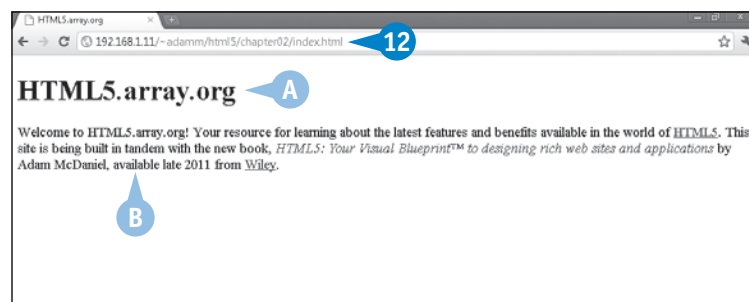 HTML5.array.org
192.168.1.11/~adamm/html5/chapter02/index.html
12
HTML5.array.org
A
Welcome to HTML5.array.org! Your resource for learning about the latest features and benefits available in the world of HTML5. This
site is being built in tandem with the new book, HTML5: Your Visual Blueprint™ to designing rich web sites and applications by
Adam McDaniel, available late 2011 from Wiley.
B